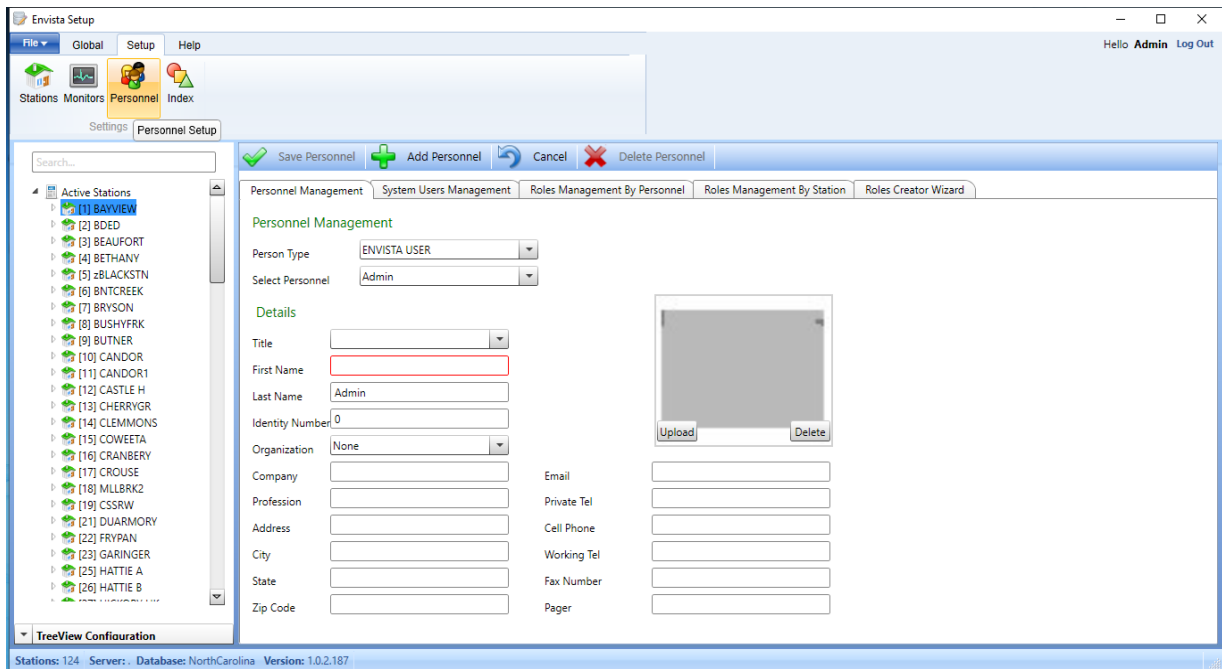 Envista Setup
File Global Setup Help
Hello Admin Log Out
Stations Monitors Personnel Index
Settings
Personnel Setup
Search...
Save Personnel Add Personnel Cancel Delete Personnel
Active Stations
[1] BAYVIEW
[2] BDED
[3] BEAUFORT
[4] BETHANY
[5] zBLACKSTN
[6] BNTCREEK
[7] BRYSON
[8] BUSHYFRK
[9] BUTNER
[10] CANDOR
[11] CANDOR1
[12] CASTLE H
[13] CHERRYGR
[14] CLEMMONS
[15] COWEETA
[16] CRANBERY
[17] CROUSE
[18] MLLBRK2
[19] CSSRW
[21] DUARMORY
[22] FRYPAN
[23] GARINGER
[25] HATTIE A
[26] HATTIE B
TreeView Configuration
Personnel Management System Users Management Roles Management By Personnel Roles Management By Station Roles Creator Wizard
Personnel Management
Person Type ENVISTA USER
Select Personnel Admin
Details
Title
First Name
Last Name Admin
Identity Number 0
Organization None
Upload Delete
Company Email
Profession Private Tel
Address Cell Phone
City Working Tel
State Fax Number
Zip Code Pager
Stations: 124 Server: . Database: NorthCarolina Version: 1.0.2.187